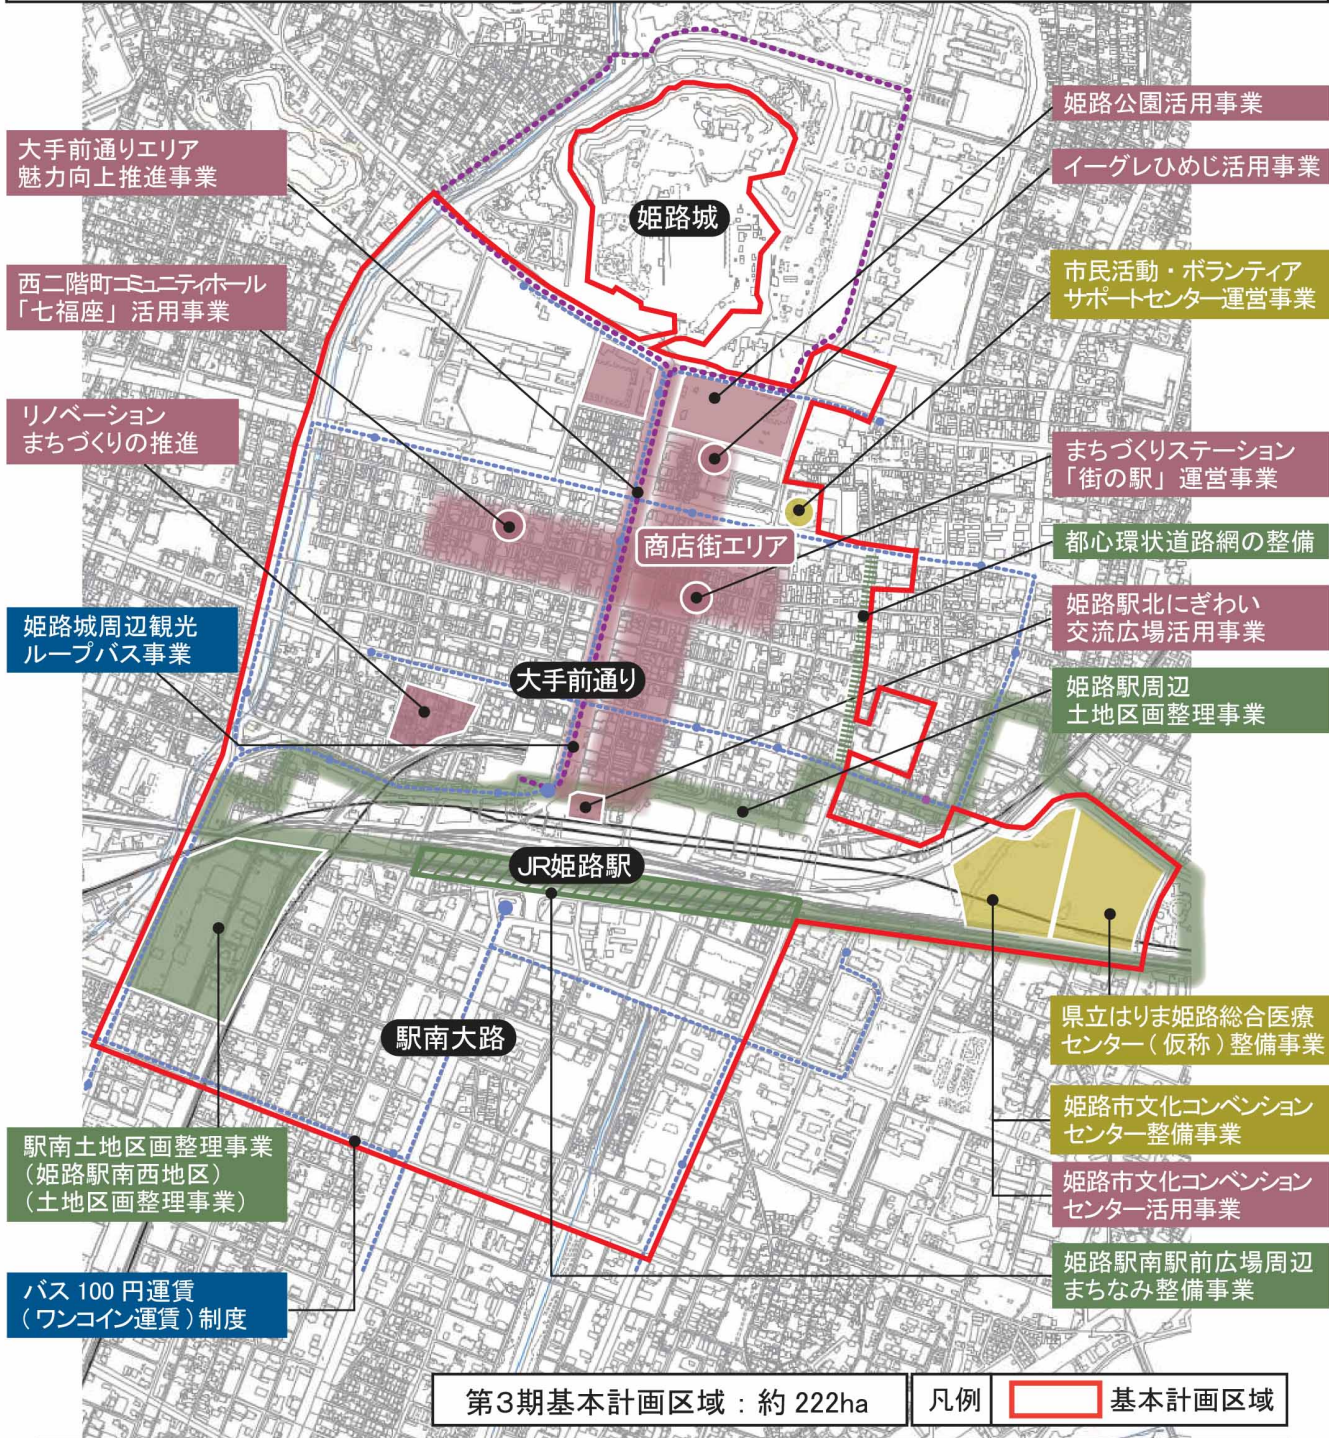 姫路公園活用事業
大手前通りエリア
魅力向上推進事業
イーグレひめじ活用事業
姫路城
西二階町コミュニティホール
「七福座」活用事業
市民活動・ボランティア
サポートセンター運営事業
リノベーション
まちづくりの推進
まちづくりステーション
「街の駅」運営事業
商店街エリア
都心環状道路網の整備
姫路城周辺観光
ループバス事業
姫路駅北にぎわい
交流広場活用事業
大手前通り
姫路駅周辺
土地区画整理事業
JR姫路駅
駅南大路
県立はりま姫路総合医療
センター(仮称)整備事業
姫路市文化コンベンション
センター整備事業
駅南土地区画整理事業
(姫路駅南西地区)
(土地区画整理事業)
姫路市文化コンベンション
センター活用事業
姫路駅南駅前広場周辺
まちなみ整備事業
バス100円運賃
(ワンコイン運賃)制度
第3期基本計画区域:約222ha
凡例
基本計画区域